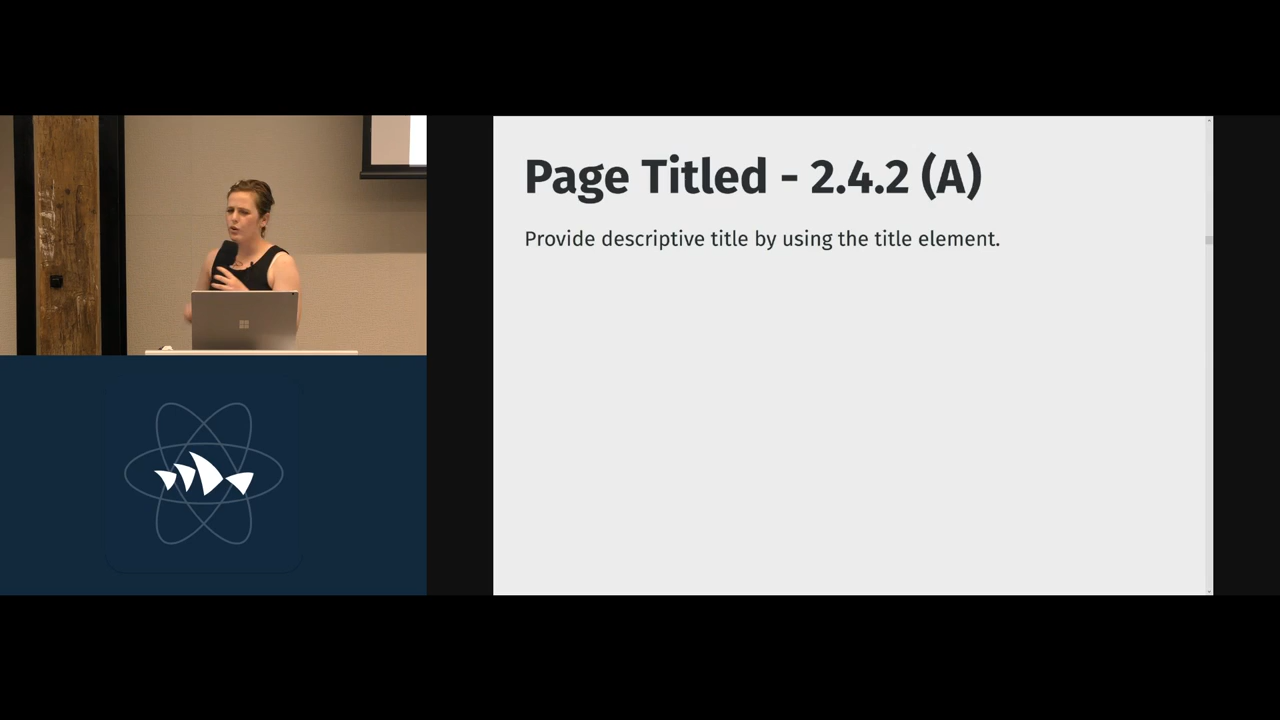 Page Titled - 2.4.2 (A)
Provide descriptive title by using the title element.